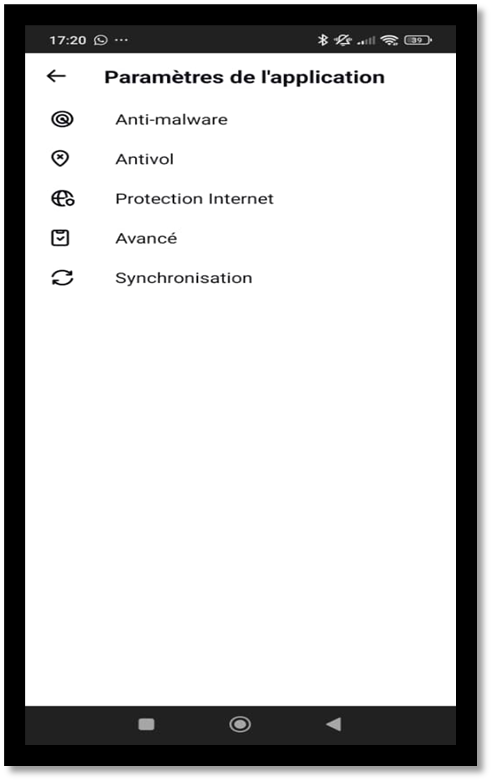 17:20 ...
39
Paramètres de l'application
Anti-malware
Antivol
Protection Internet
Avancé
Synchronisation